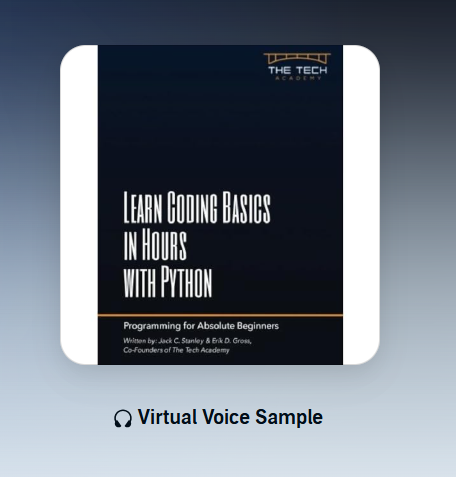 THE TECH
ACADEMY
LEARN CODING BASICS
IN HOURS
WITH PYTHON
Programming for Absolute Beginners
Written by: Jack C. Stanley & Erik D. Gross,
Co-Founders of The Tech Academy
Virtual Voice Sample